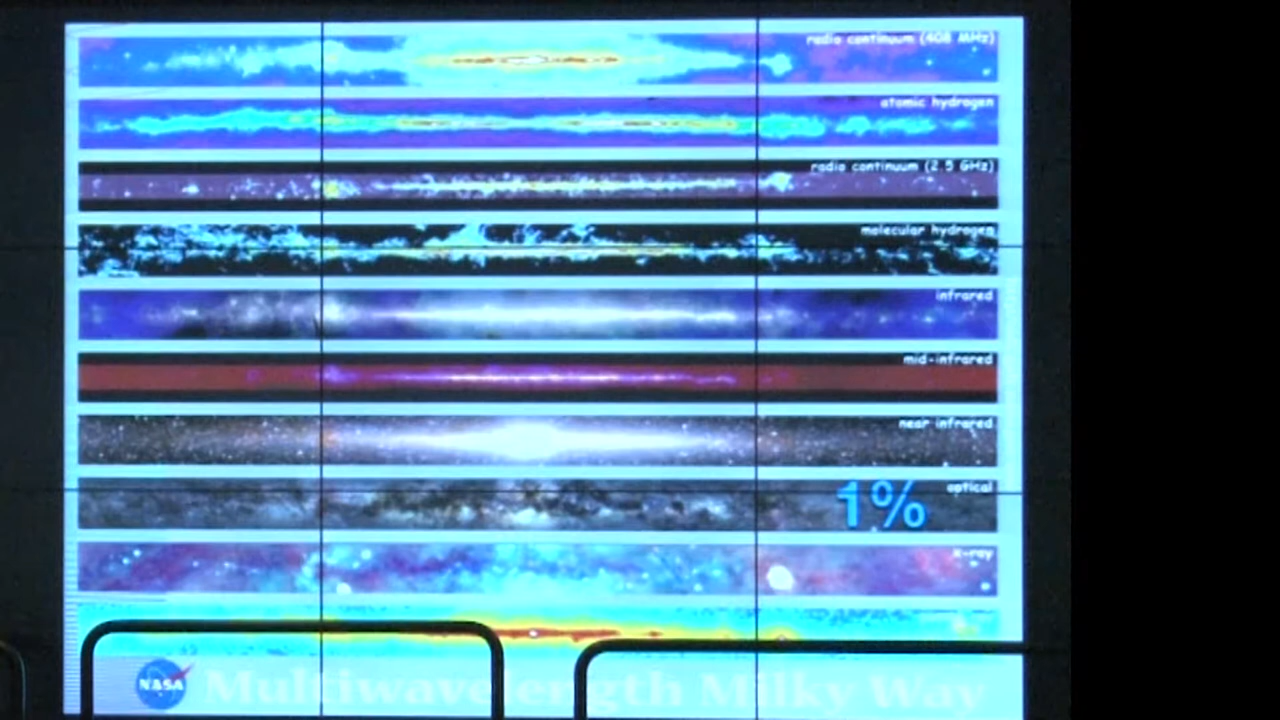 radio continuum (408 MHz)
atomic hydrogen
radio continuum (2.5 GHz)
molecular hydrogen
infrared
mid-infrared
near infrared
optical
1%
x-ray
NASA
Multiwavelength Milky Way